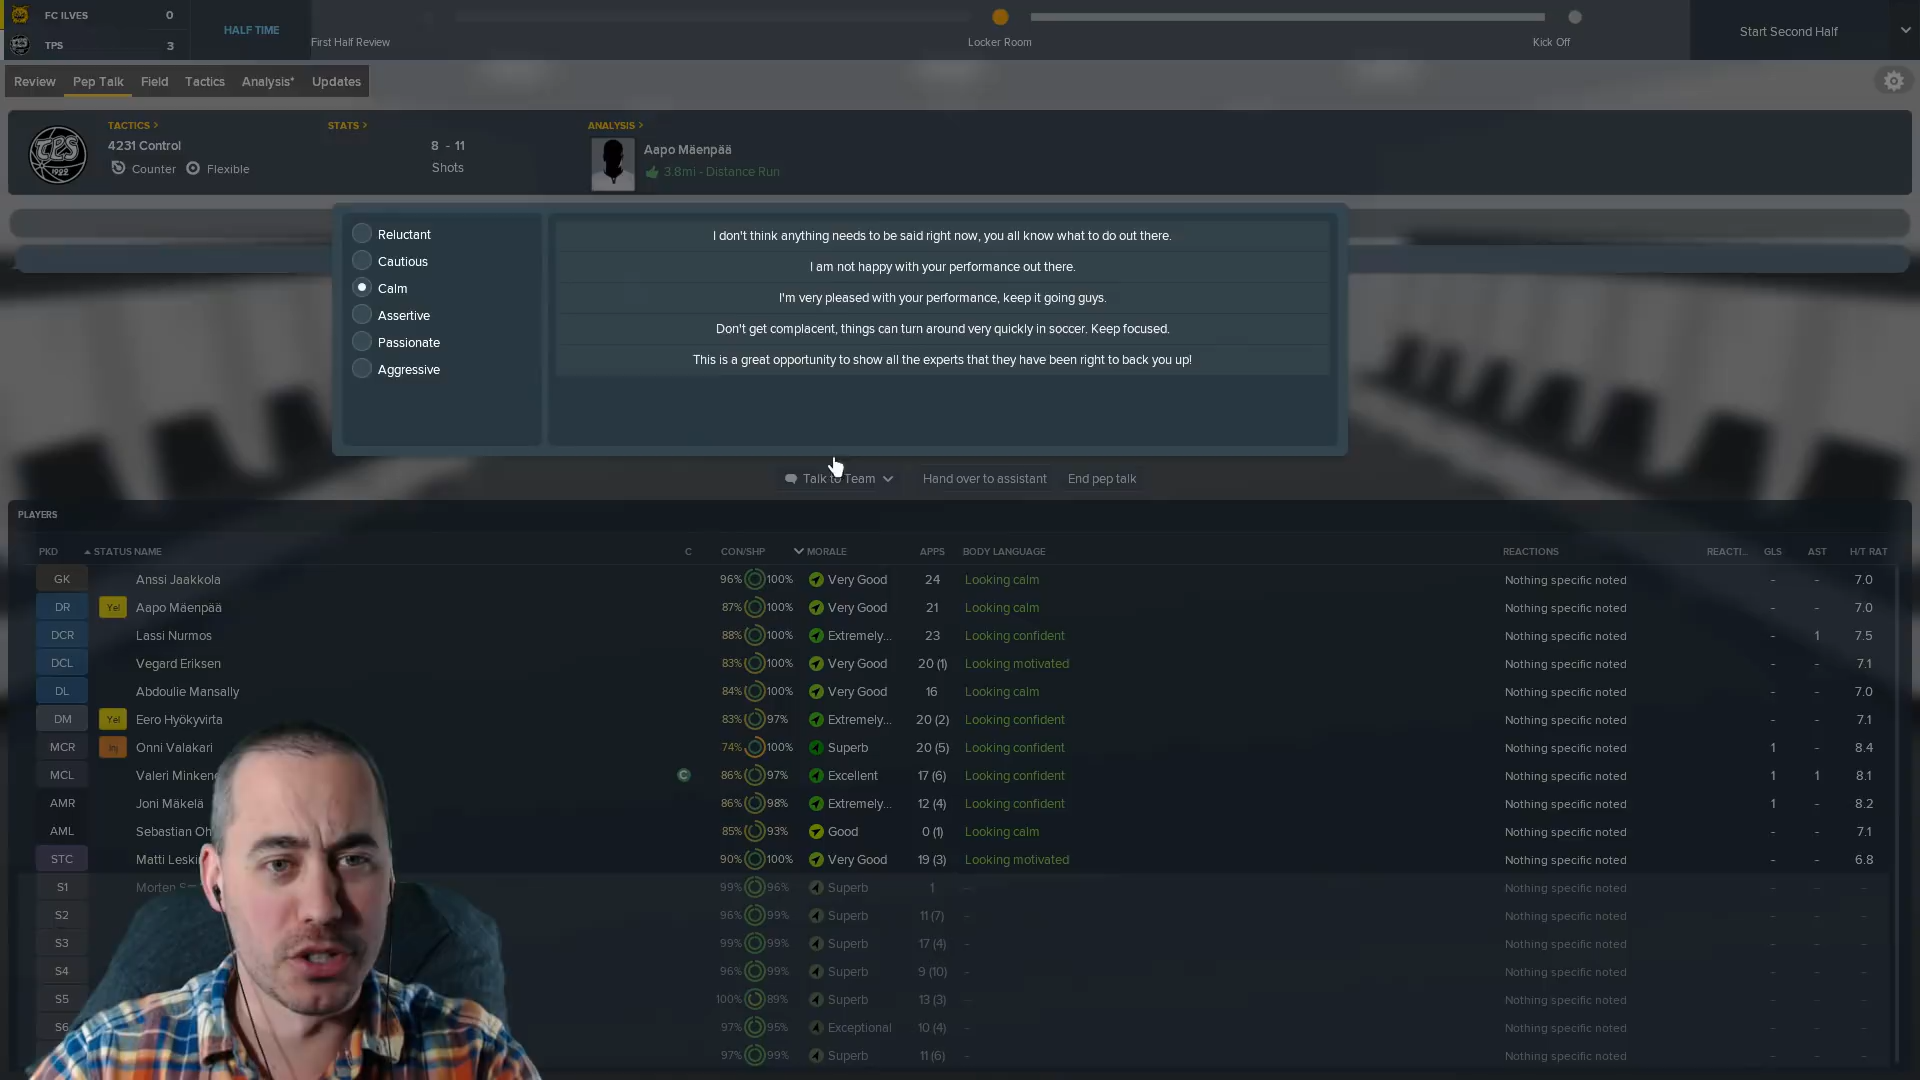 FC ILVES 0
TPS 3
HALF TIME
First Half Review
Locker Room
Kick Off
Start Second Half
Review Pep Talk Field Tactics Analysis* Updates
TPS
1922
TACTICS >
4231 Control
Counter Flexible
STATS >
8 - 11
Shots
ANALYSIS >
Aapo Mäenpää
3.8mi - Distance Run
Reluctant
Cautious
Calm
Assertive
Passionate
Aggressive
I don't think anything needs to be said right now, you all know what to do out there.
I am not happy with your performance out there.
I'm very pleased with your performance, keep it going guys.
Don't get complacent, things can turn around very quickly in soccer. Keep focused.
This is a great opportunity to show all the experts that they have been right to back you up!
Talk to Team Hand over to assistant End pep talk
PLAYERS
PKD STATUS NAME C CON/SHP MORALE APPS BODY LANGUAGE REACTIONS REACTI... GLS AST H/T RAT
GK Anssi Jaakkola 96% 100% Very Good 24 Looking calm Nothing specific noted - - 7.0
DR Yel Aapo Mäenpää 87% 100% Very Good 21 Looking calm Nothing specific noted - - 7.0
DCR Lassi Nurmos 88% 100% Extremely... 23 Looking confident Nothing specific noted - 1 7.5
DCL Vegard Eriksen 83% 100% Very Good 20 (1) Looking motivated Nothing specific noted - - 7.1
DL Abdoulie Mansally 84% 100% Very Good 16 Looking calm Nothing specific noted - - 7.0
DM Yel Eero Hyökyvirta 83% 97% Extremely... 20 (2) Looking confident Nothing specific noted - - 7.1
MCR Inj Onni Valakari 74% 100% Superb 20 (5) Looking confident Nothing specific noted 1 - 8.4
MCL Valeri C 86% 97% Excellent 17 (6) Looking confident Nothing specific noted 1 1 8.1
AMR Joni Mäkelä 86% 98% Extremely... 12 (4) Looking confident Nothing specific noted 1 - 8.2
AML Sebastian 85% 93% Good 0 (1) Looking calm Nothing specific noted - - 7.1
STC Matti 90% 100% Very Good 19 (3) Looking motivated Nothing specific noted - - 6.8
S1 Morten 99% 96% Superb 1 - Nothing specific noted - - -
S2 96% 99% Superb 11 (7) - Nothing specific noted - - -
S3 99% 99% Superb 17 (4) - Nothing specific noted - - -
S4 96% 99% Superb 9 (10) - Nothing specific noted - - -
S5 100% 89% Superb 13 (3) - Nothing specific noted - - -
S6 97% 95% Exceptional 10 (4) - Nothing specific noted - - -
97% 99% Superb 11 (6) - Nothing specific noted - - -